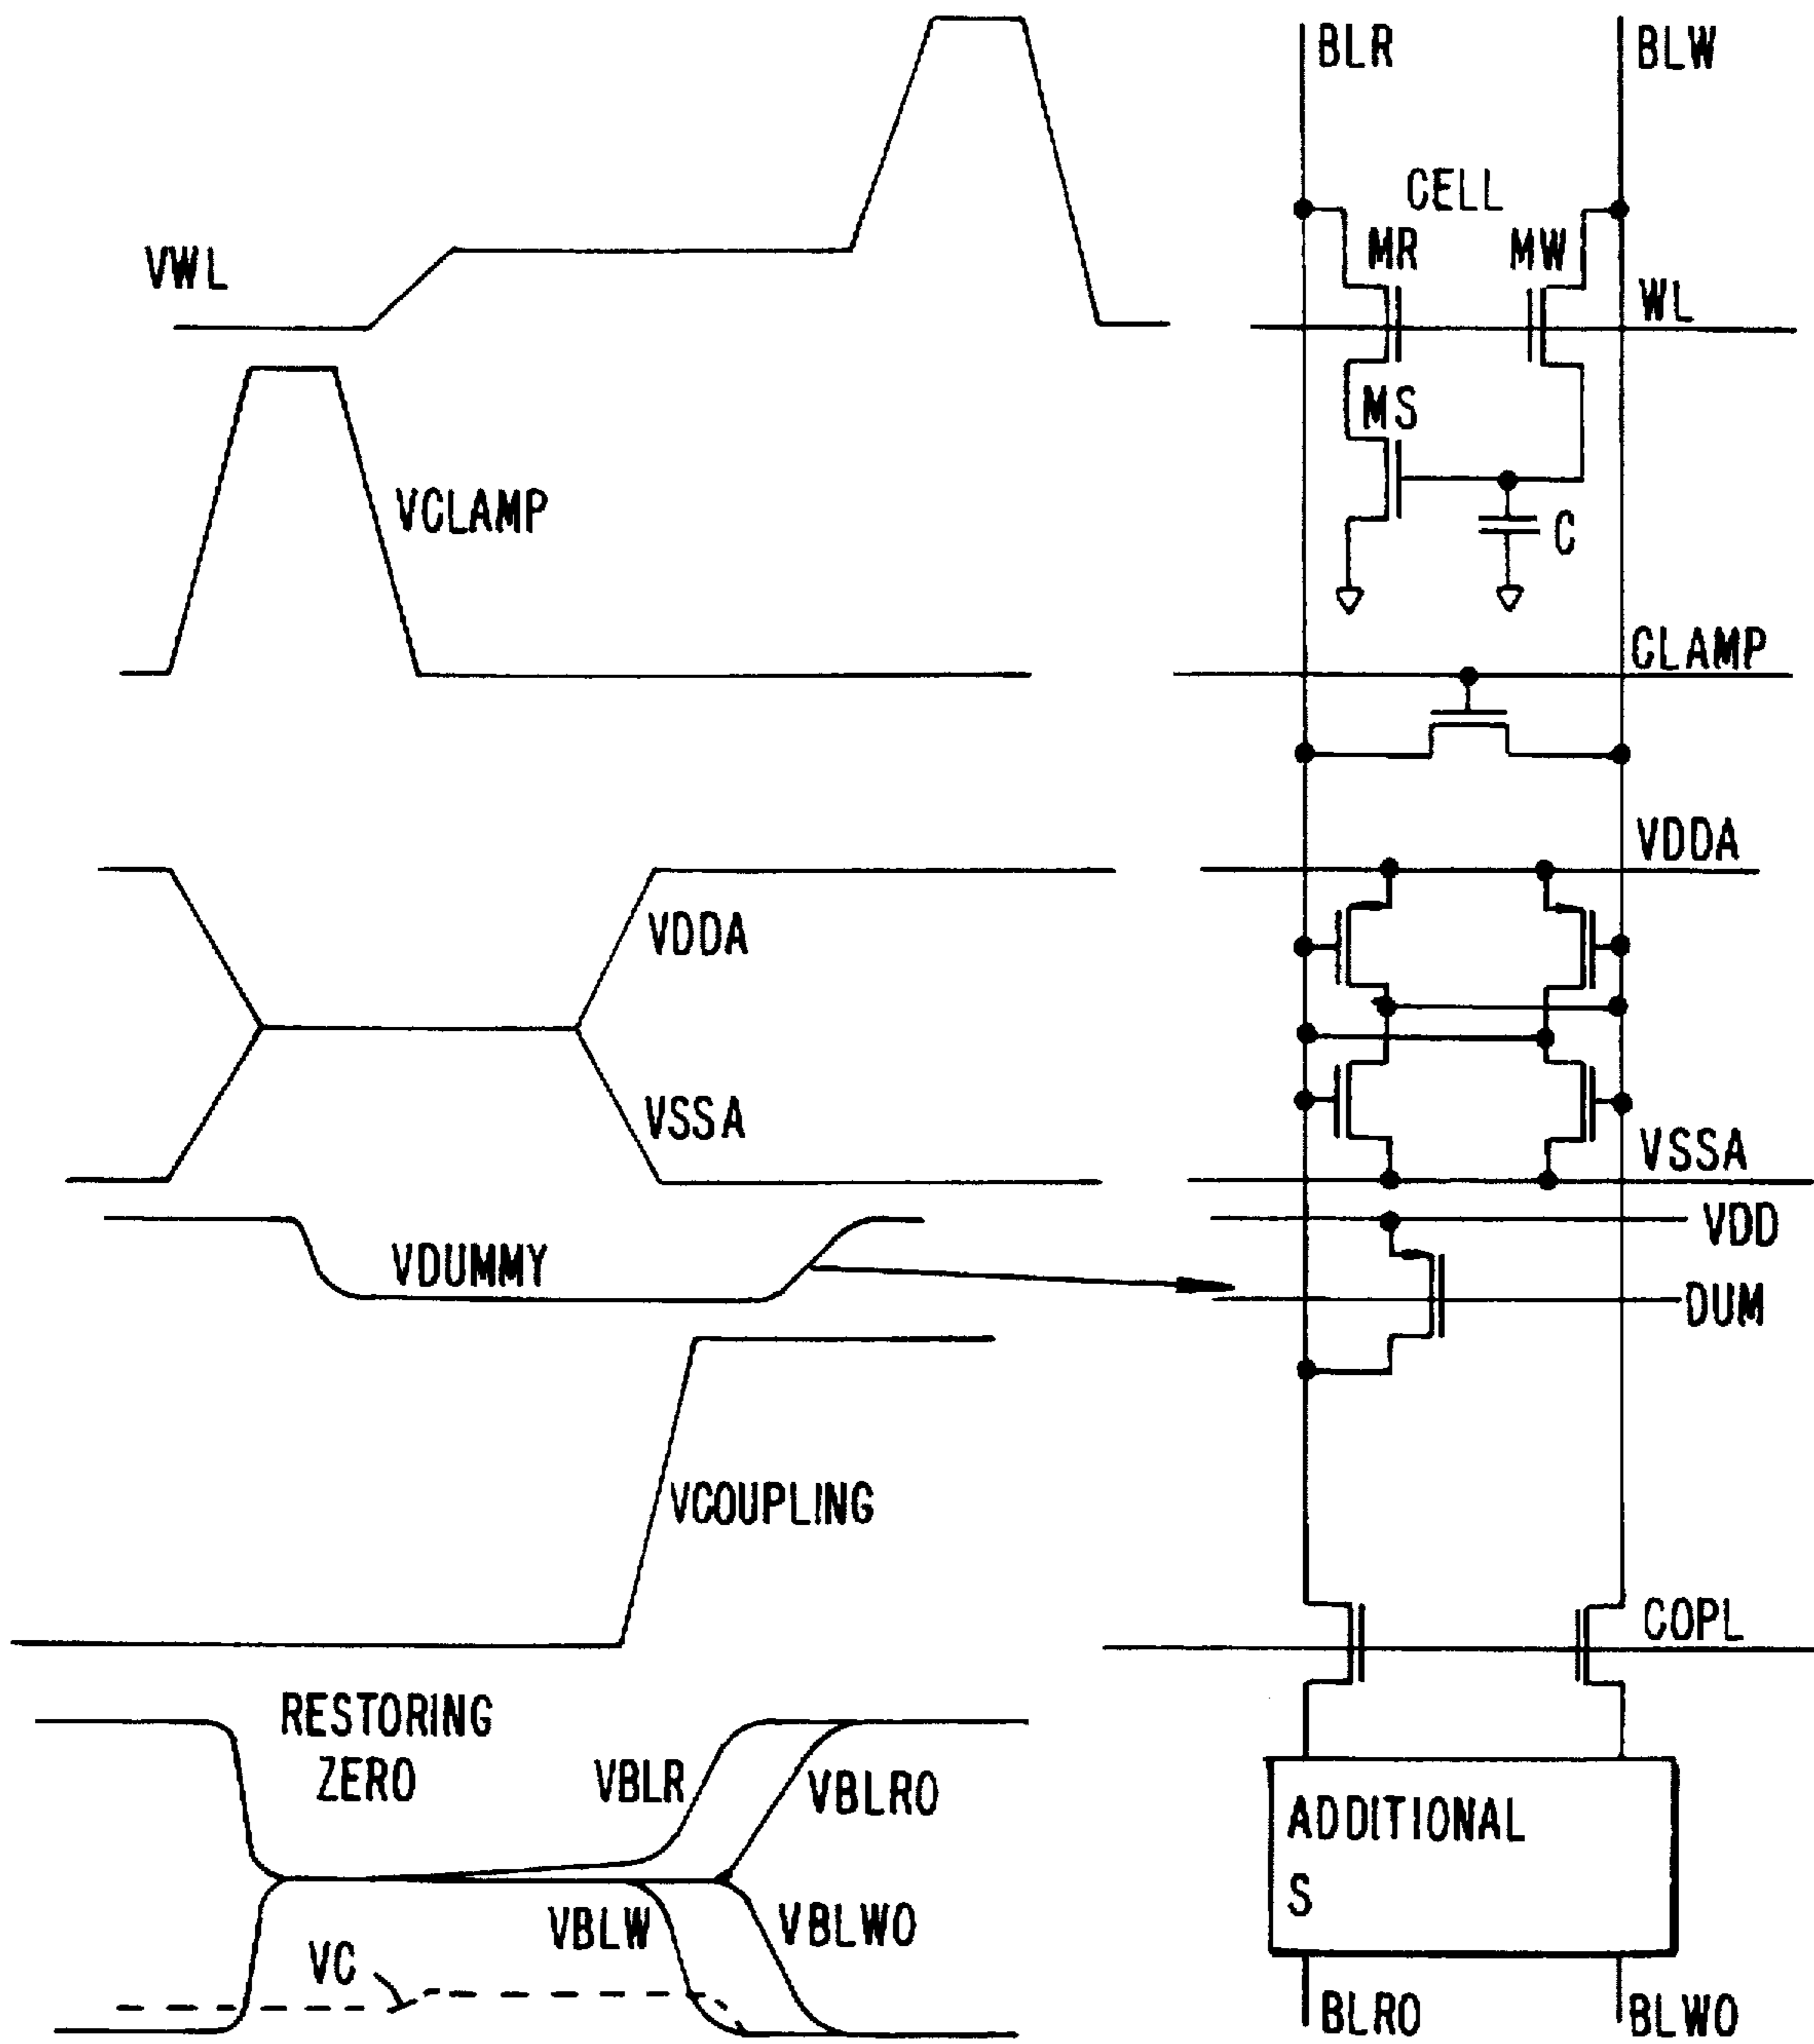 BLR
BLW
CELL
MR
MW
VWL
WL
MS
VCLAMP
C
CLAMP
VDDA
VDDA
VSSA
VSSA
VDD
VDUMMY
DUM
VCOUPLING
COPL
RESTORING
ZERO
VBLR
VBLRO
ADDITIONAL
S
VBLW
VBLWO
VC
BLRO
BLWO